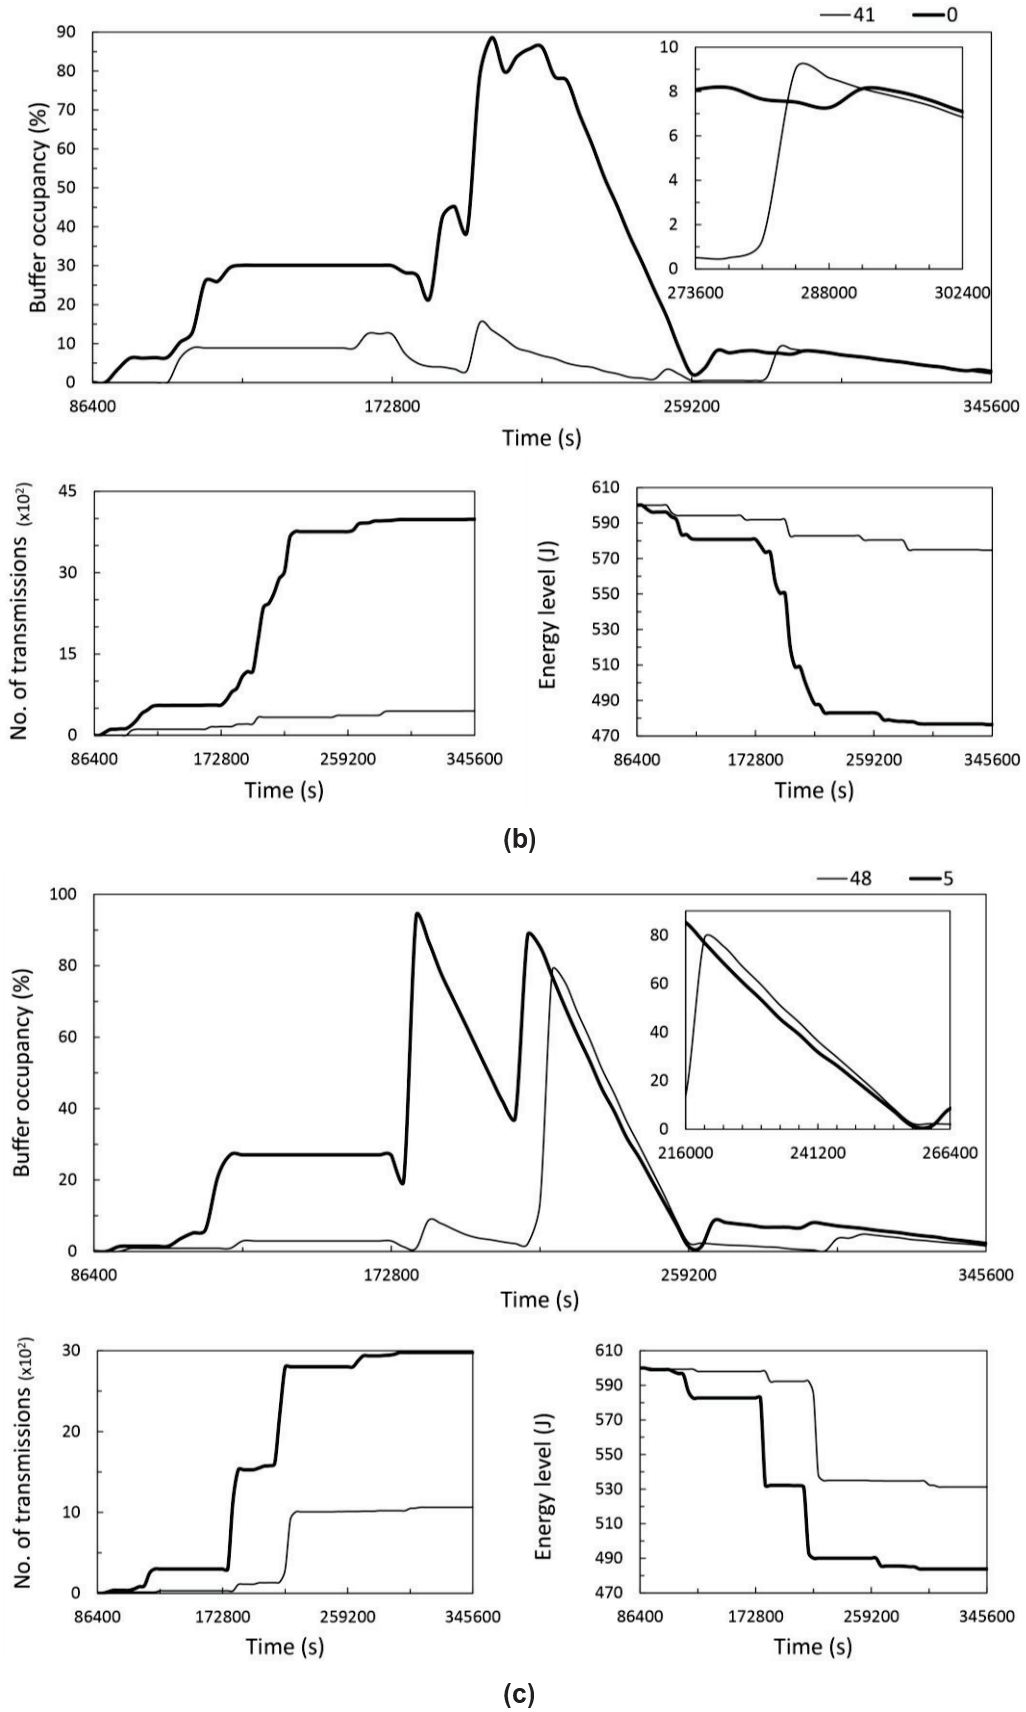 41 0
90
80
70
60
50
40
30
20
10
0
Buffer occupancy (%)
86400 172800 259200 345600
Time (s)
10
8
6
4
2
0
273600 288000 302400
45
30
15
0
No. of transmissions (x10²)
86400 172800 259200 345600
Time (s)
610
590
570
550
530
510
490
470
Energy level (J)
86400 172800 259200 345600
Time (s)
(b)
48 5
100
80
60
40
20
0
Buffer occupancy (%)
86400 172800 259200 345600
Time (s)
80
60
40
20
0
216000 241200 266400
30
20
10
0
No. of transmissions (x10²)
86400 172800 259200 345600
Time (s)
610
590
570
550
530
510
490
470
Energy level (J)
86400 172800 259200 345600
Time (s)
(c)